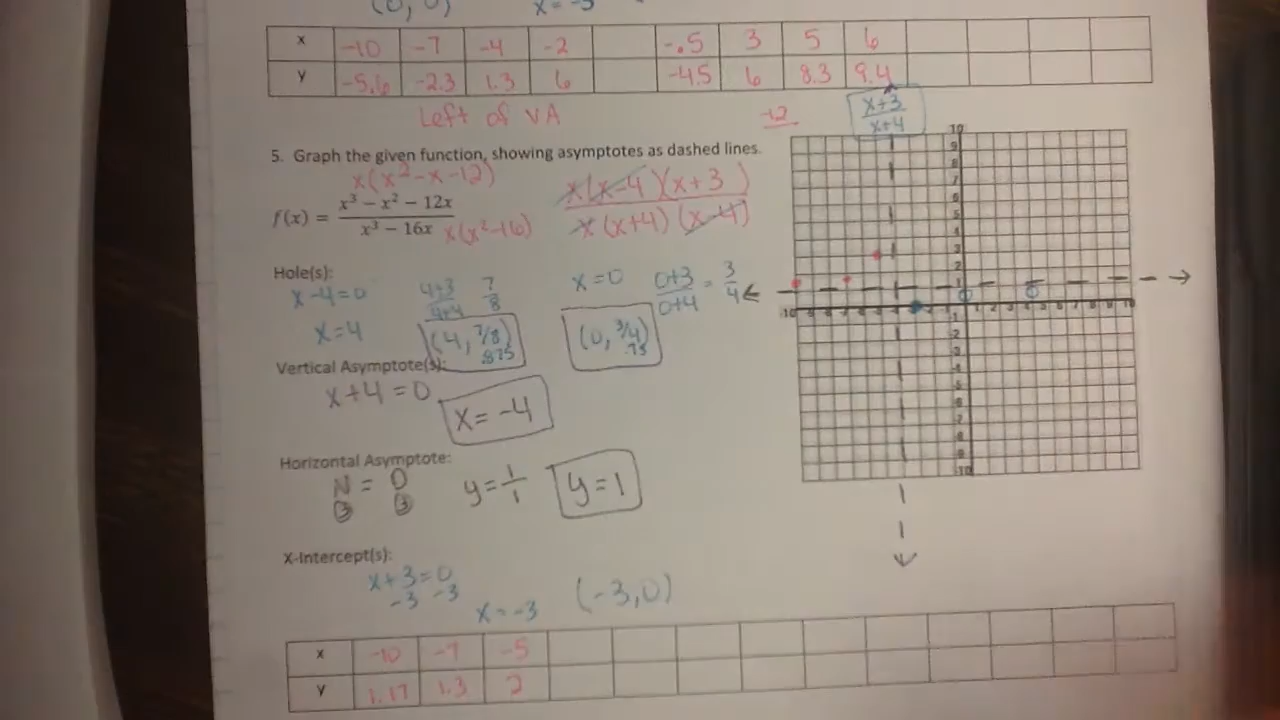 (0, 0) x = -3
x -10 -7 -4 -2 -.5 3 5 6
y -5.6 -2.3 1.3 6 -4.5 6 8.3 9.4
Left of VA
-12
x+3
x+4
5. Graph the given function, showing asymptotes as dashed lines.
x(x²-x-12)
x(x-4)(x+3)
x(x+4)(x-4)
f(x) = x³ − x² − 12x
x³ − 16x
x(x²-16)
Hole(s):
x-4=0
4+3 7
4+4 8
x=0
0+3 = 3
0+4 4
x=4
(4, 7/8)
.875
(0, 3/4)
.75
Vertical Asymptote(s):
x+4=0
x=-4
Horizontal Asymptote:
N = D
3 3
y=1/1
y=1
X-Intercept(s):
x+3=0
-3 -3
x=-3
(-3,0)
x -10 -7 -5
y 1.17 1.3 2